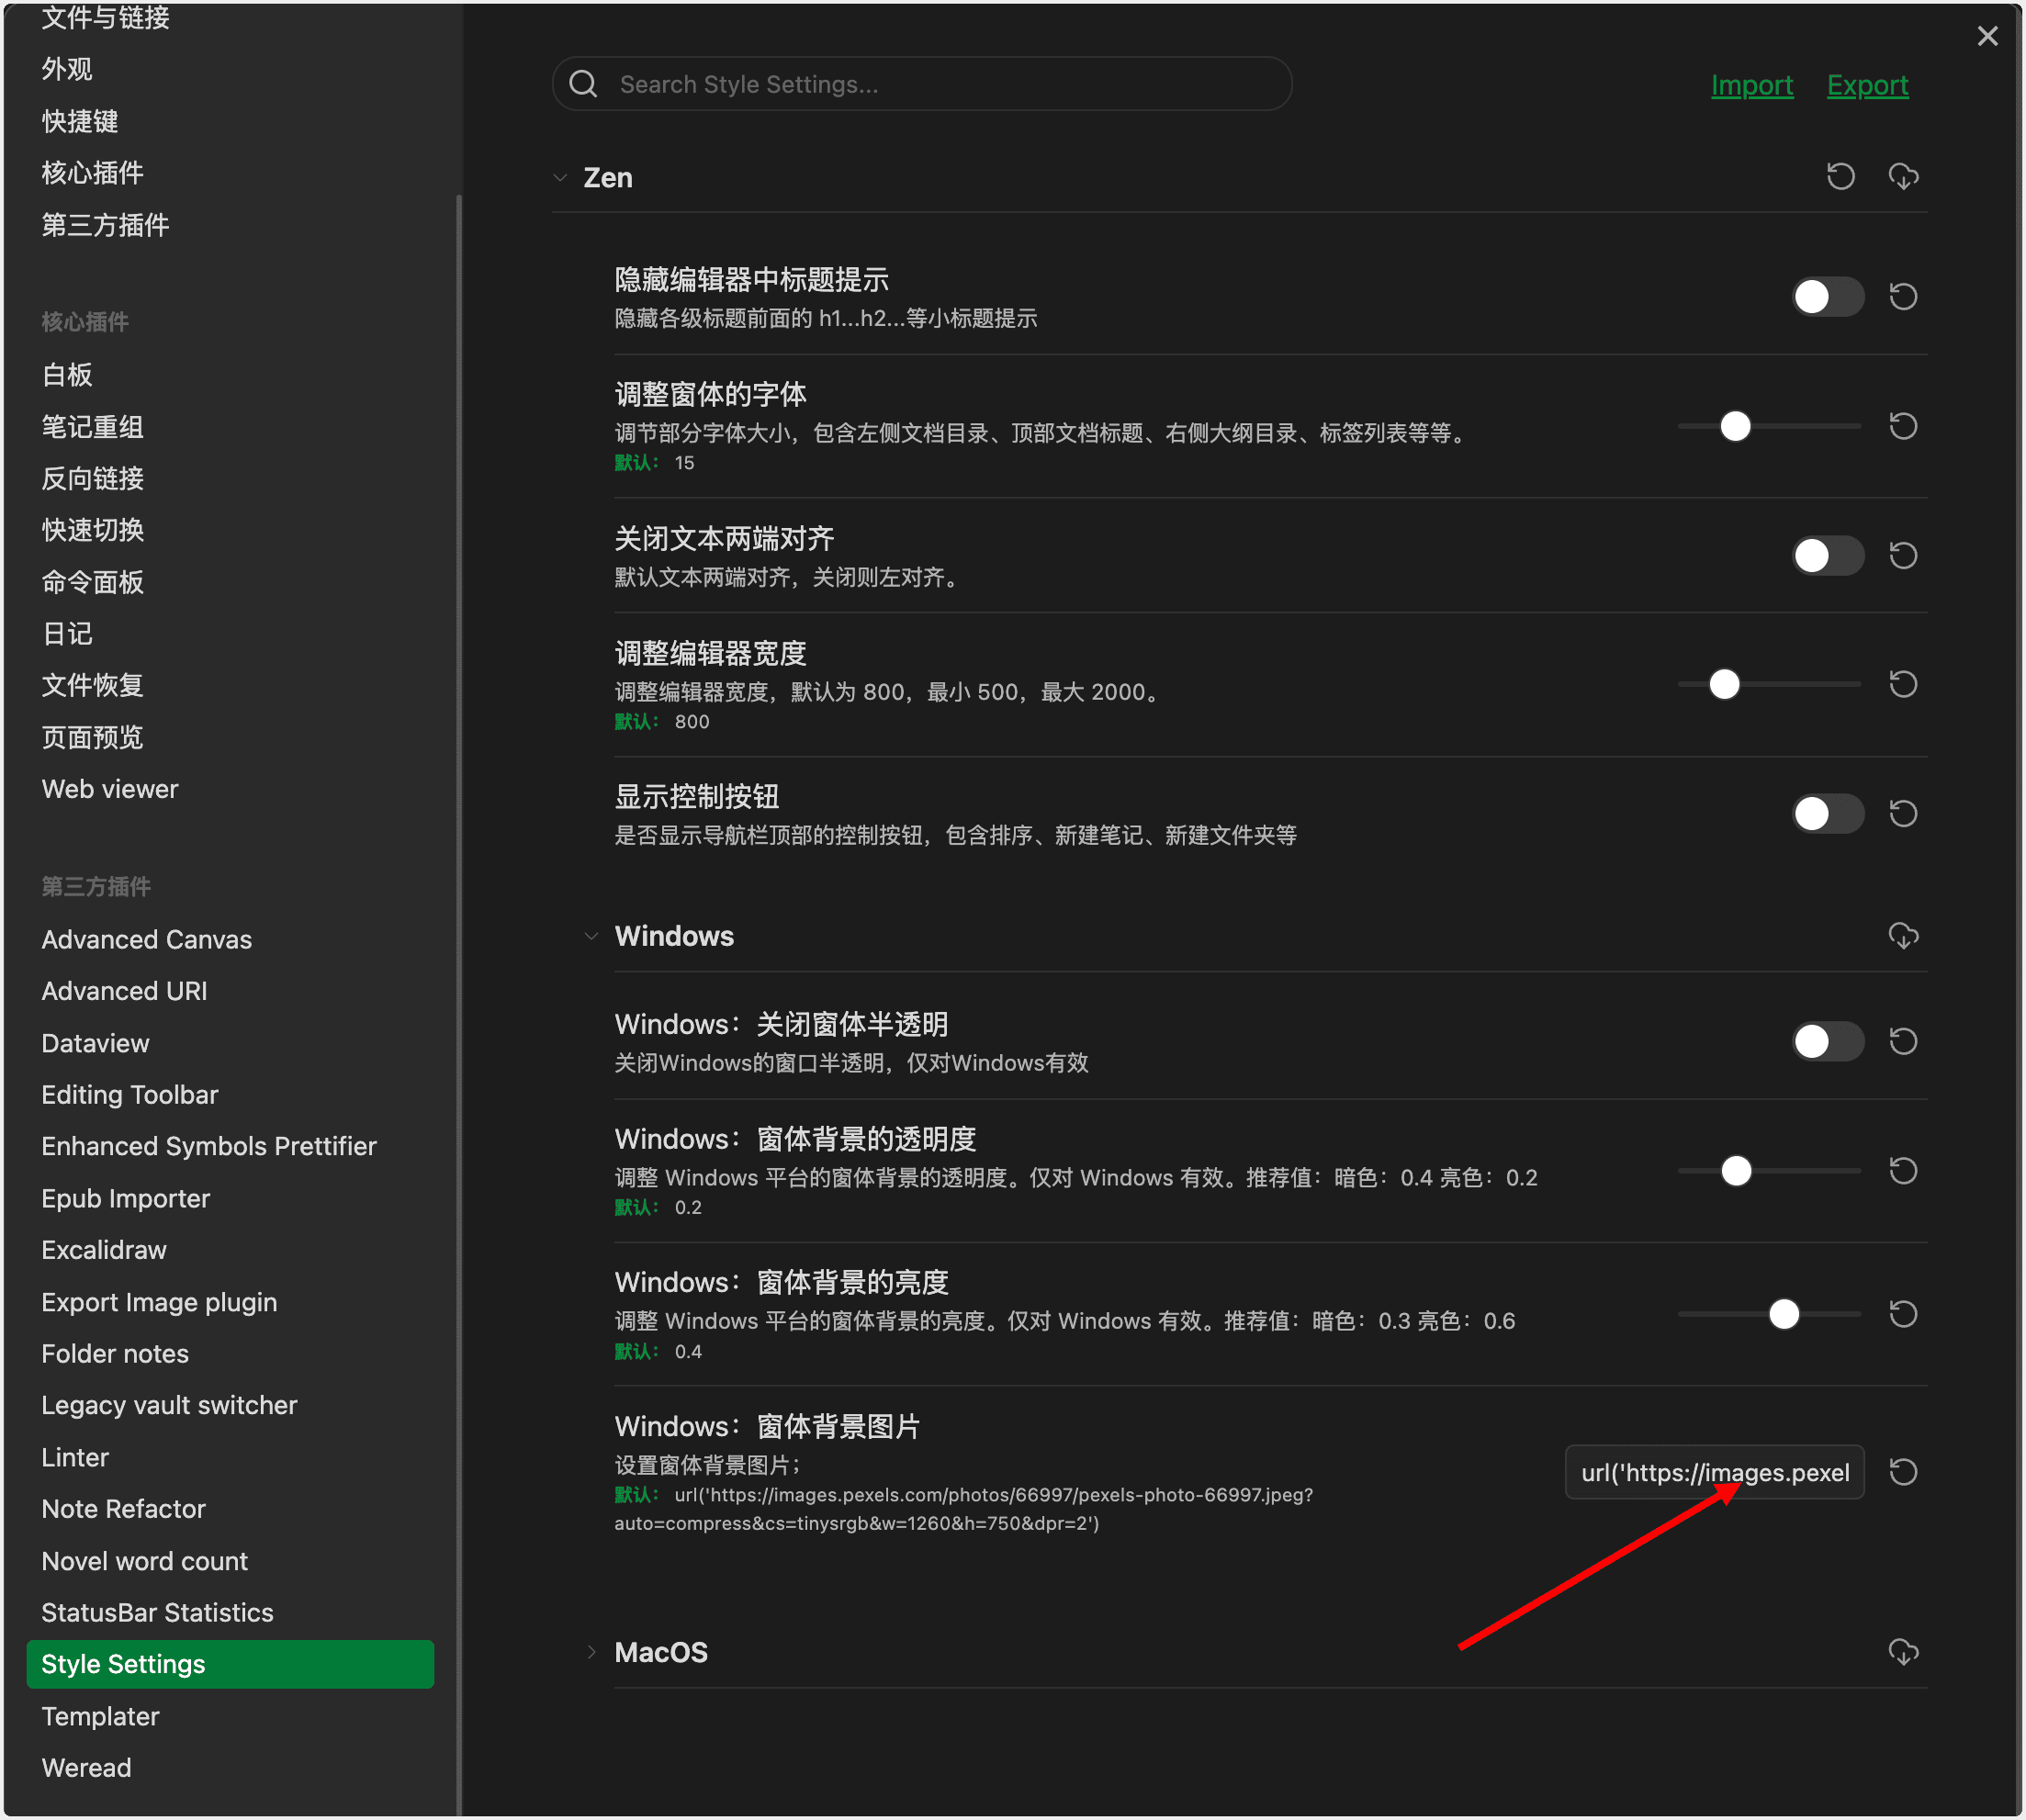 文件与链接
外观
快捷键
核心插件
第三方插件
核心插件
白板
笔记重组
反向链接
快速切换
命令面板
日记
文件恢复
页面预览
Web viewer
第三方插件
Advanced Canvas
Advanced URI
Dataview
Editing Toolbar
Enhanced Symbols Prettifier
Epub Importer
Excalidraw
Export Image plugin
Folder notes
Legacy vault switcher
Linter
Note Refactor
Novel word count
StatusBar Statistics
Style Settings
Templater
Weread
Search Style Settings...
Import Export
Zen
隐藏编辑器中标题提示
隐藏各级标题前面的 h1...h2...等小标题提示
调整窗体的字体
调节部分字体大小，包含左侧文档目录、顶部文档标题、右侧大纲目录、标签列表等等。
默认： 15
关闭文本两端对齐
默认文本两端对齐，关闭则左对齐。
调整编辑器宽度
调整编辑器宽度，默认为 800，最小 500，最大 2000。
默认： 800
显示控制按钮
是否显示导航栏顶部的控制按钮，包含排序、新建笔记、新建文件夹等
Windows
Windows：关闭窗体半透明
关闭Windows的窗口半透明，仅对Windows有效
Windows：窗体背景的透明度
调整 Windows 平台的窗体背景的透明度。仅对 Windows 有效。推荐值：暗色：0.4 亮色：0.2
默认： 0.2
Windows：窗体背景的亮度
调整 Windows 平台的窗体背景的亮度。仅对 Windows 有效。推荐值：暗色：0.3 亮色：0.6
默认： 0.4
Windows：窗体背景图片
设置窗体背景图片；
默认： url('https://images.pexels.com/photos/66997/pexels-photo-66997.jpeg?
auto=compress&cs=tinysrgb&w=1260&h=750&dpr=2')
url('https://images.pexel
MacOS